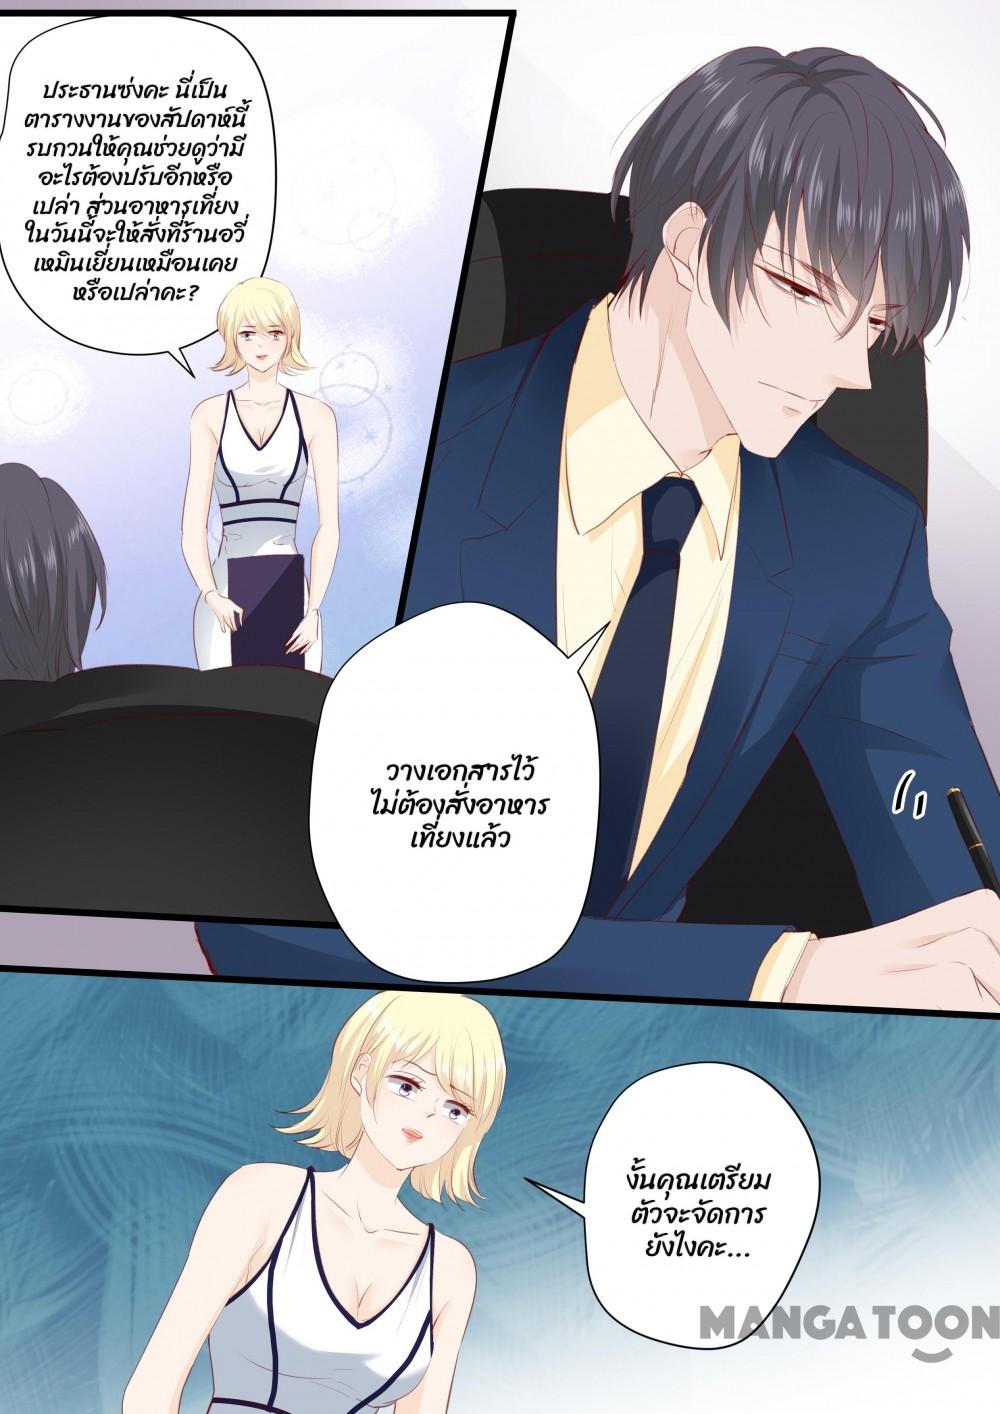 ประธานซ่งคะ นี่เป็น
ตารางงานของสัปดาห์นี้
รบกวนให้คุณช่วยดูว่ามี
อะไรต้องปรับอีกหรือ
เปล่า ส่วนอาหารเที่ยง
ในวันนี้จะให้สั่งที่ร้านอวี่
เหมินเยี่ยนเหมือนเคย
หรือเปล่าคะ?
วางเอกสารไว้
ไม่ต้องสั่งอาหาร
เที่ยงแล้ว
งั้นคุณเตรียม
ตัวจะจัดการ
ยังไงคะ...
MANGATOON